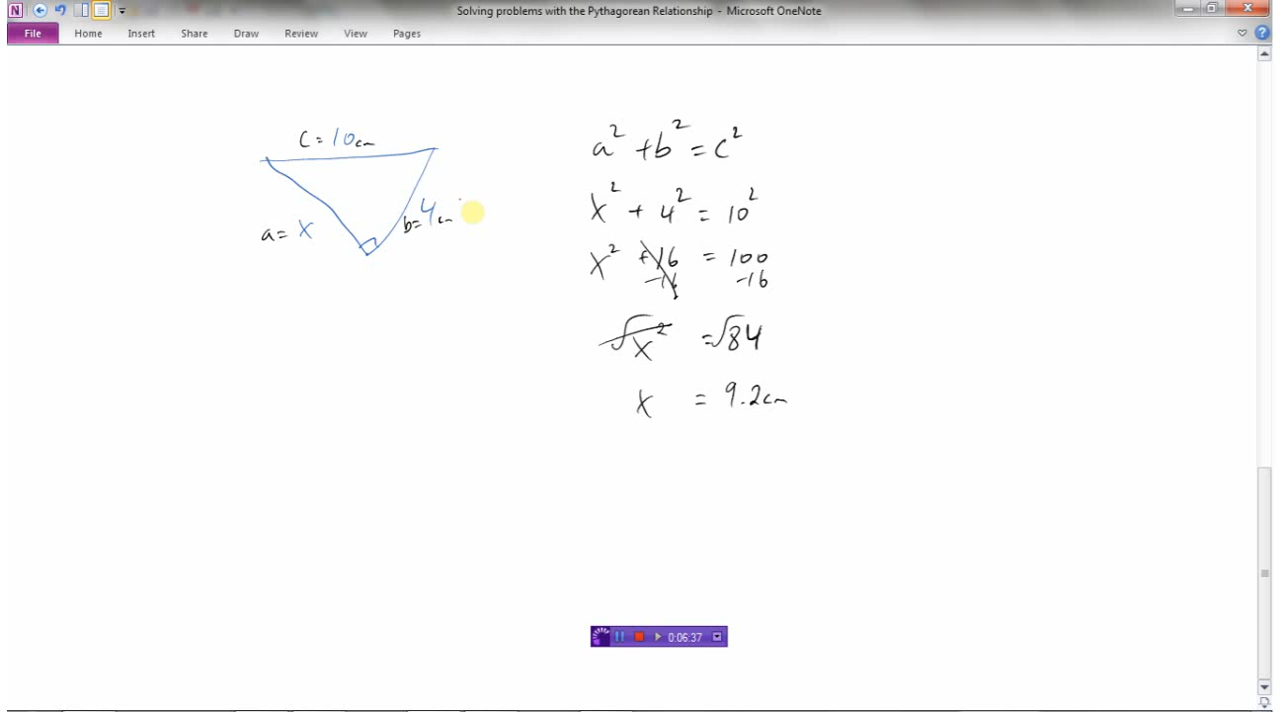 Solving problems with the Pythagorean Relationship - Microsoft OneNote
File Home Insert Share Draw Review View Pages
c = 10cm
a = x
b = 4cm
a² + b² = c²
x² + 4² = 10²
x² +16 = 100
-16 -16
√x² = √84
x = 9.2cm
0:06:37